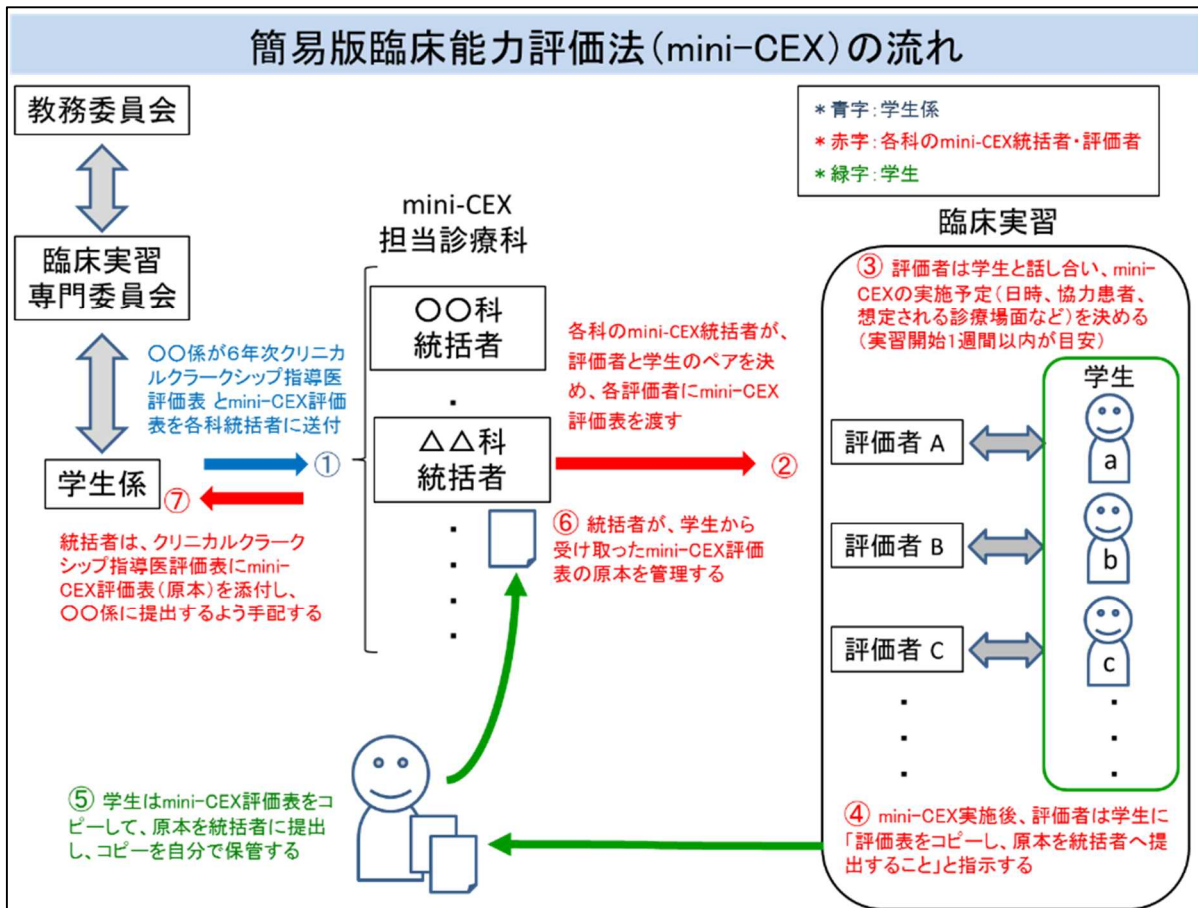 簡易版臨床能力評価法(mini-CEX)の流れ
教務委員会
臨床実習
専門委員会
学生係
*青字:学生係
*赤字:各科のmini-CEX統括者・評価者
*緑字:学生
〇〇係が6年次クリニカ
ルクラークシップ指導医
評価表 とmini-CEX評価
表を各科統括者に送付
①
⑦
統括者は、クリニカルクラーク
シップ指導医評価表にmini-
CEX評価表(原本)を添付し、
〇〇係に提出するよう手配する
mini-CEX
担当診療科
〇〇科
統括者
・
△△科
統括者
・
・
・
・
各科のmini-CEX統括者が、
評価者と学生のペアを決
め、各評価者にmini-CEX
評価表を渡す
②
臨床実習
③ 評価者は学生と話し合い、mini-
CEXの実施予定(日時、協力患者、
想定される診療場面など)を決める
(実習開始1週間以内が目安)
学生
評価者 A
a
評価者 B
b
評価者 C
c
・ ・
・ ・
・ ・
④ mini-CEX実施後、評価者は学生に
「評価表をコピーし、原本を統括者へ提
出すること」と指示する
⑤ 学生はmini-CEX評価表をコ
ピーして、原本を統括者に提出
し、コピーを自分で保管する
⑥ 統括者が、学生から
受け取ったmini-CEX評価
表の原本を管理する